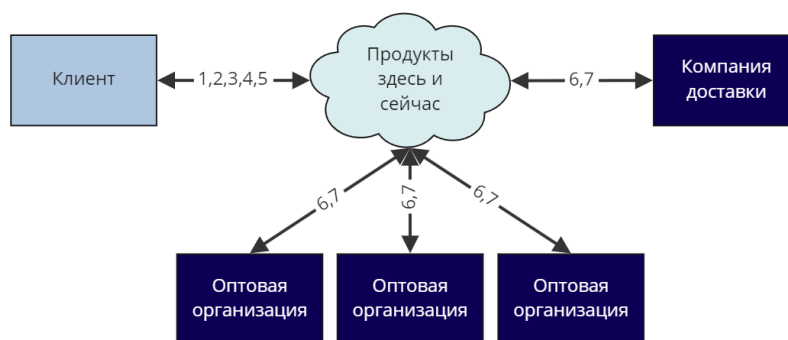 Продукты
здесь и
сейчас
Клиент
1,2,3,4,5
6,7
Компания
доставки
6,7
6,7
6,7
Оптовая
организация
Оптовая
организация
Оптовая
организация